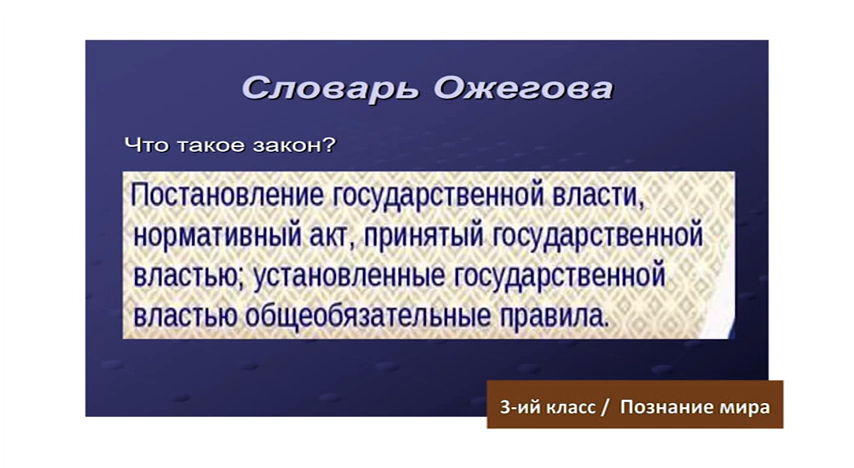 Словарь Ожегова
Что такое закон?
Постановление государственной власти,
нормативный акт, принятый государственной
властью; установленные государственной
властью общеобязательные правила.
3-ий класс / Познание мира